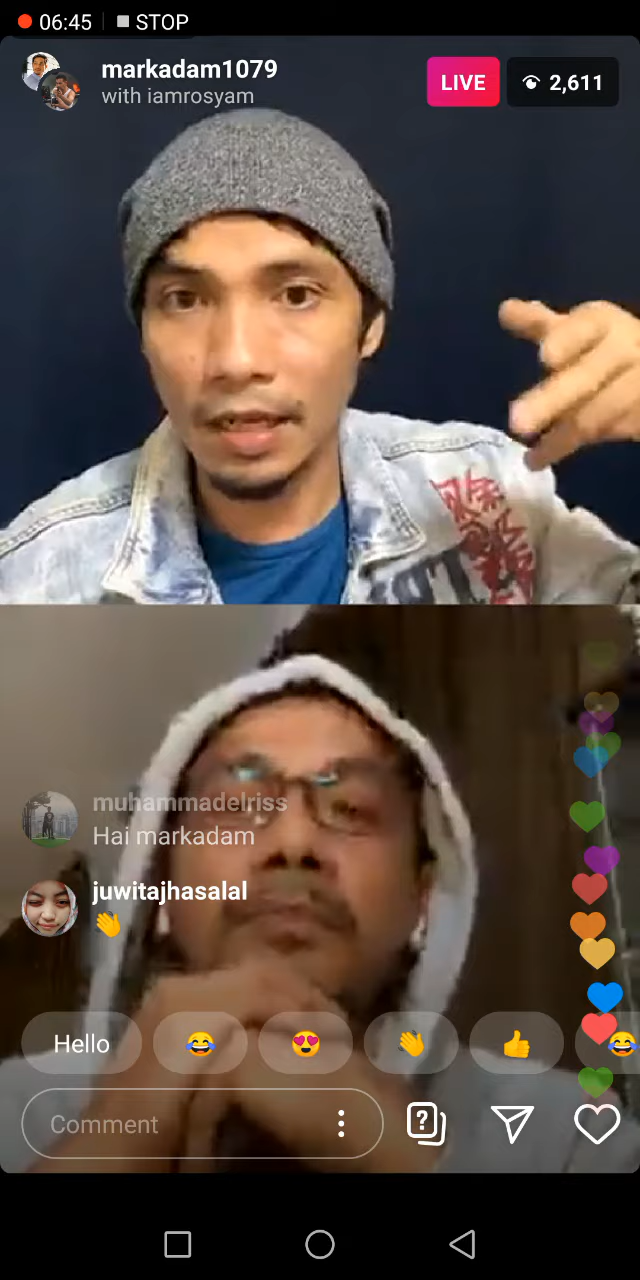 06:45
STOP
markadam1079
with iamrosyam
LIVE
2,611
muhammadelriss
Hai markadam
juwitajhasalal
👋
Hello
😂
😍
👋
👍
😂
Comment